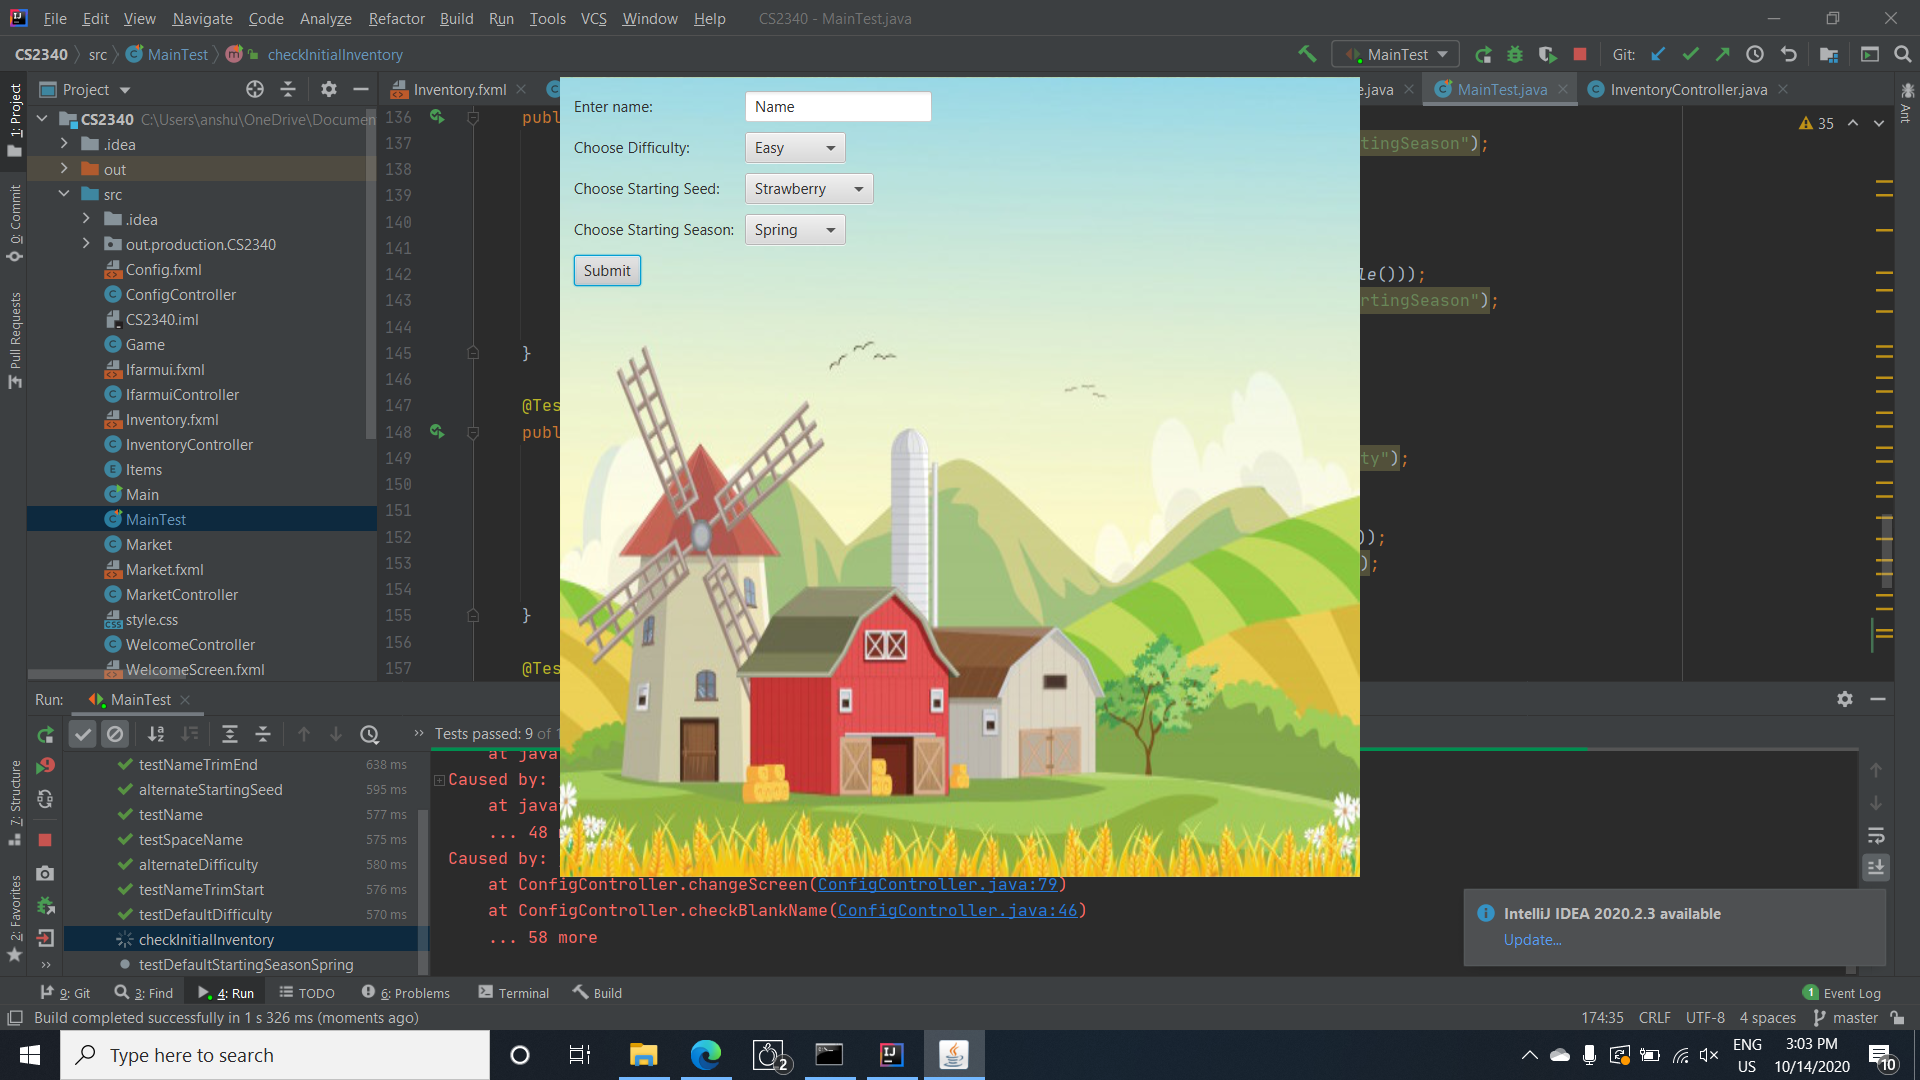 File Edit View Navigate Code Analyze Refactor Build Run Tools VCS Window Help CS2340 - MainTest.java
CS2340 src MainTest checkInitialInventory MainTest Git:
1: Project
0: Commit
Pull Requests
7: Structure
2: Favorites
Ant
Project
Inventory.fxml
e.java
MainTest.java
InventoryController.java
CS2340 C:\Users\anshu\OneDrive\Documen
.idea
out
src
.idea
out.production.CS2340
Config.fxml
ConfigController
CS2340.iml
Game
Ifarmui.fxml
IfarmuiController
Inventory.fxml
InventoryController
Items
Main
MainTest
Market
Market.fxml
MarketController
style.css
WelcomeController
WelcomeScreen.fxml
35
136 publ
137 tingSeason");
138
139
140
141
142 le()));
143 rtingSeason");
144
145 }
146
147 @Tes
148 publ
149 ty");
150
151
152 ));
153 );
154
155 }
156
157 @Tes
Enter name: Name
Choose Difficulty: Easy
Choose Starting Seed: Strawberry
Choose Starting Season: Spring
Submit
Run: MainTest
Tests passed: 9 of 1
testNameTrimEnd 638 ms
alternateStartingSeed 595 ms
testName 577 ms
testSpaceName 575 ms
alternateDifficulty 580 ms
testNameTrimStart 576 ms
testDefaultDifficulty 570 ms
checkInitialInventory
testDefaultStartingSeasonSpring
at java
Caused by:
at java
... 48
Caused by:
at ConfigController.changeScreen(ConfigController.java:79)
at ConfigController.checkBlankName(ConfigController.java:46)
... 58 more
IntelliJ IDEA 2020.2.3 available
Update...
9: Git 3: Find 4: Run TODO 6: Problems Terminal Build 1 Event Log
Build completed successfully in 1 s 326 ms (moments ago) 174:35 CRLF UTF-8 4 spaces master
Type here to search
2
ENG
US
3:03 PM
10/14/2020
10